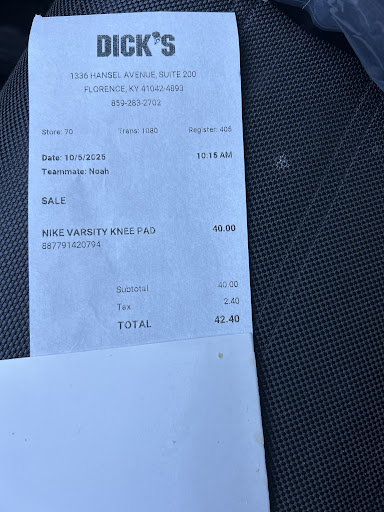 DICK'S
1336 HANSEL AVENUE, SUITE 200
FLORENCE, KY 41042-4893
859-283-2702
Store: 70 Trans: 1080 Register: 406
Date: 10/5/2025 10:15 AM
Teammate: Noah
SALE
NIKE VARSITY KNEE PAD 40.00
887791420794
Subtotal 40.00
Tax 2.40
TOTAL 42.40